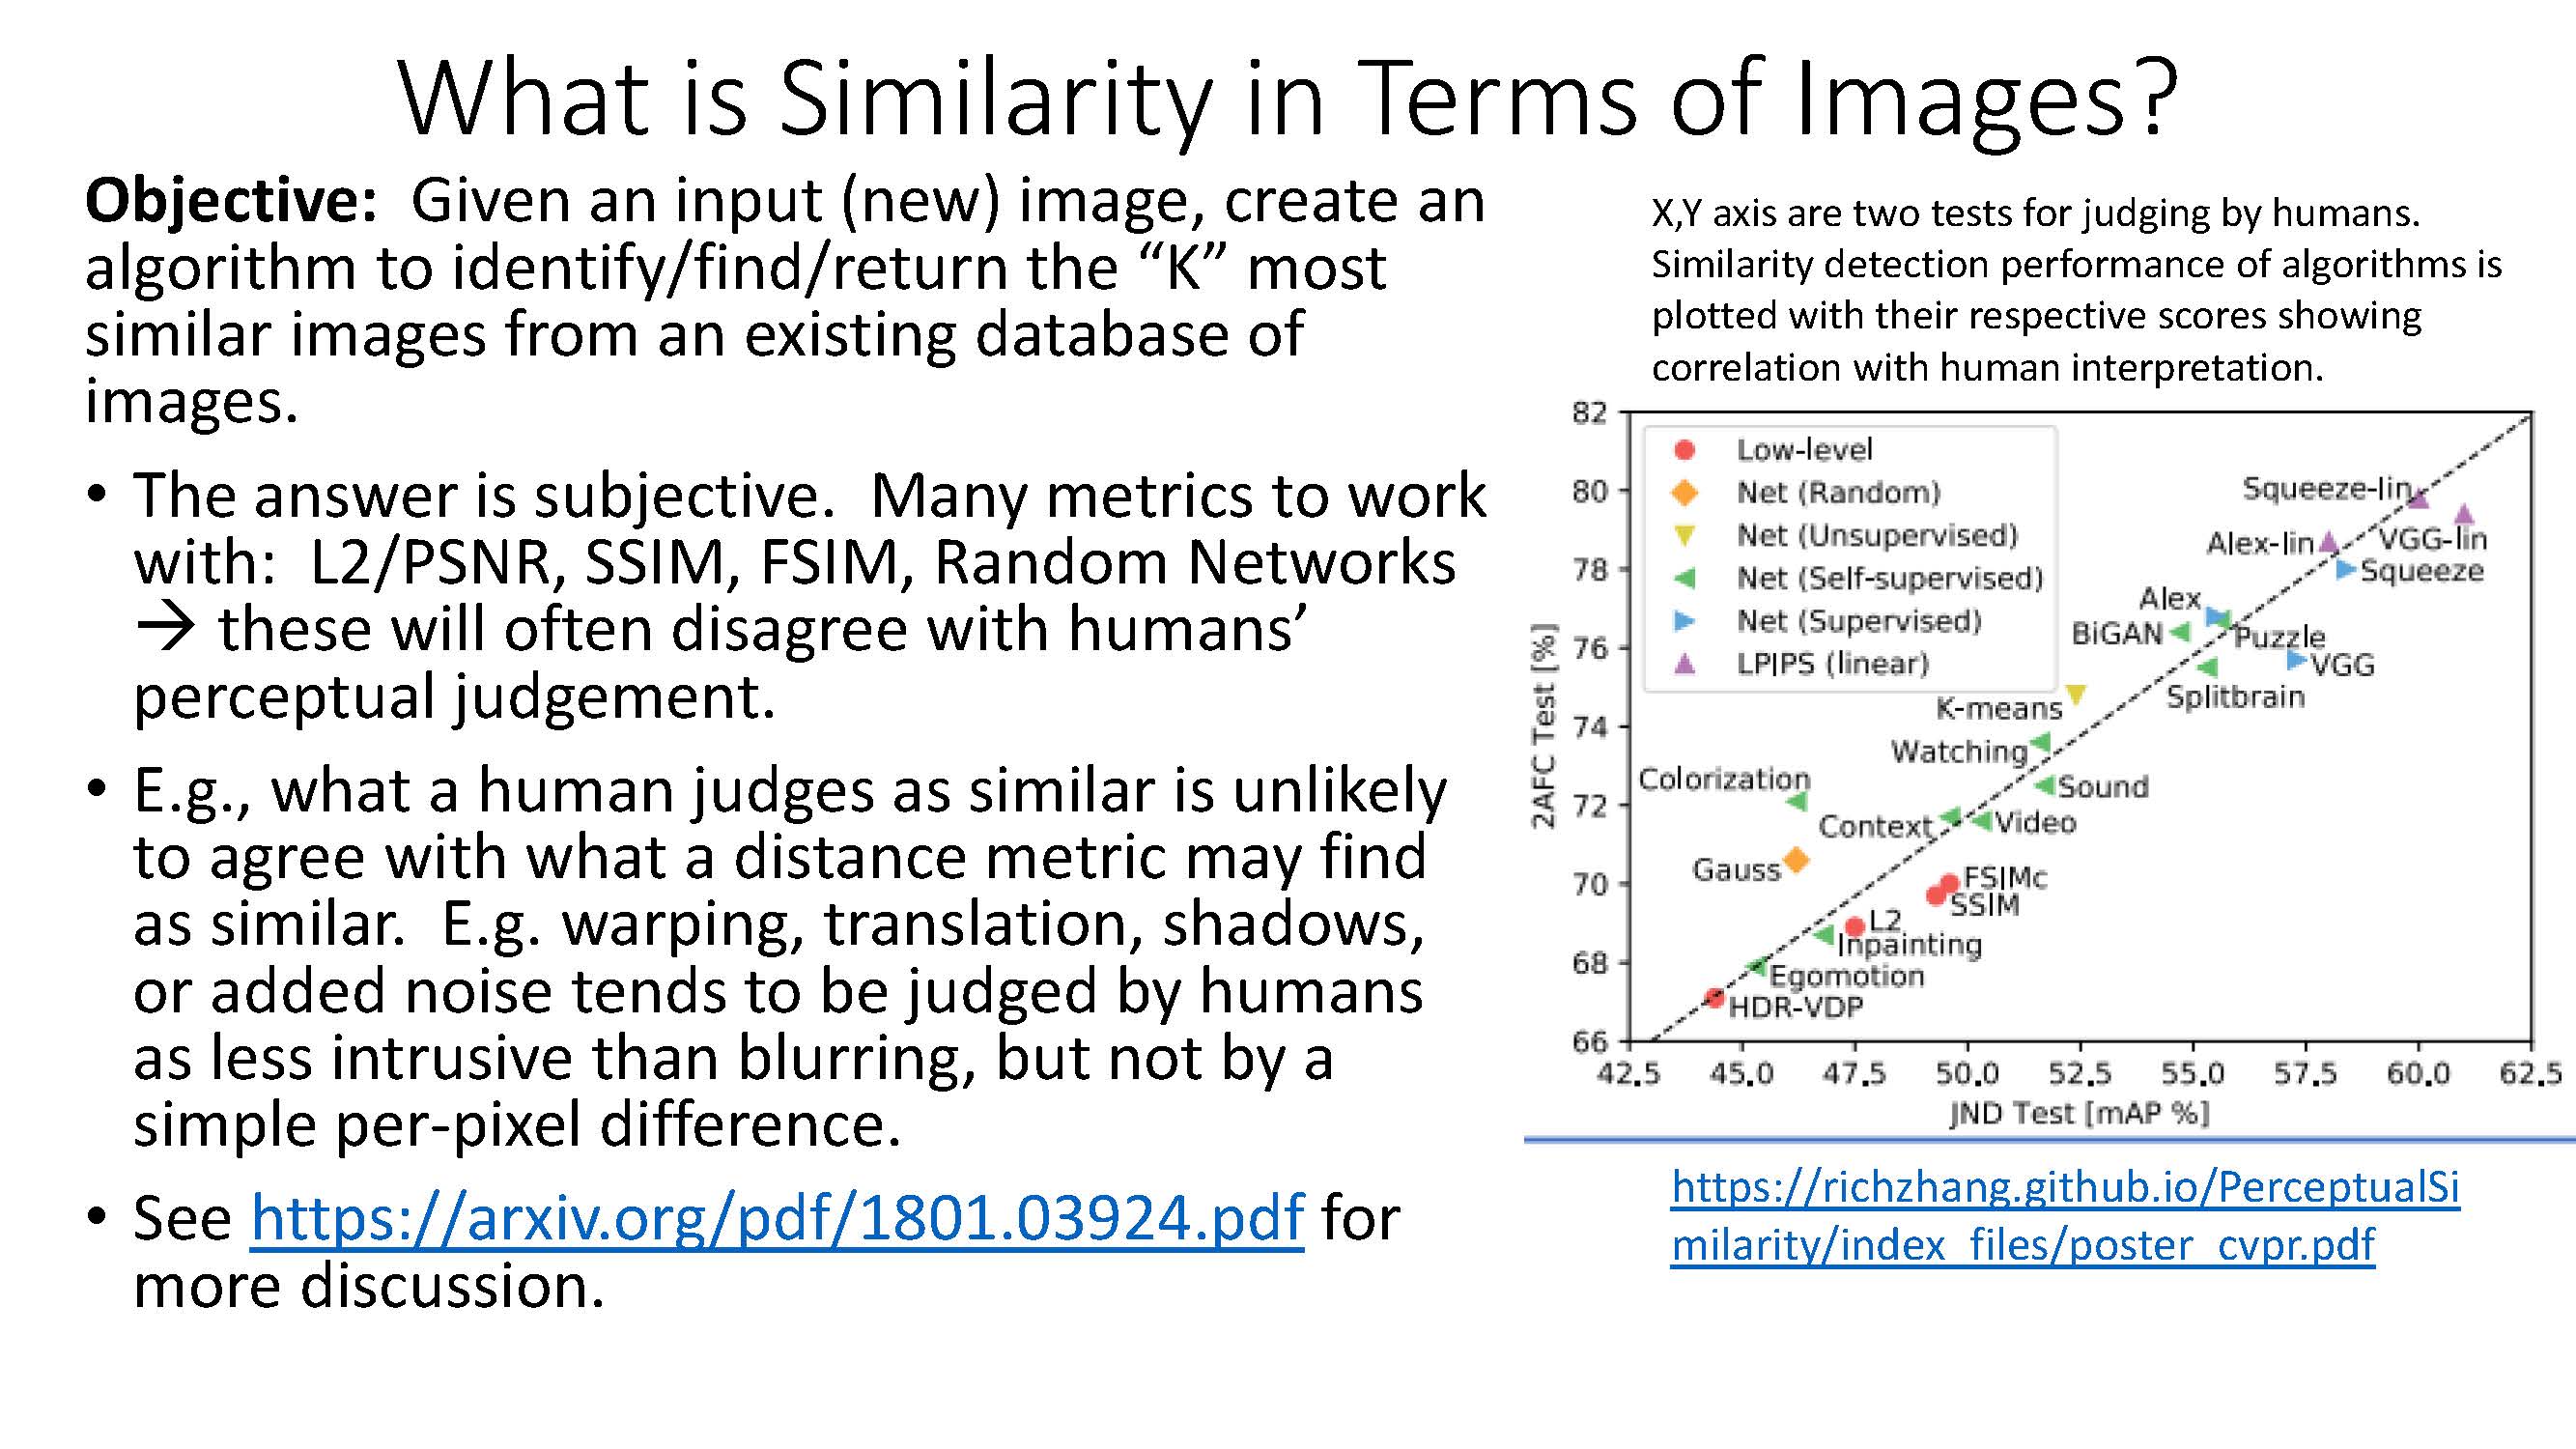 What is Similarity in Terms of Images?
Objective:  Given an input (new) image, create an
algorithm to identify/find/return the “K” most
similar images from an existing database of
images.
• The answer is subjective.  Many metrics to work
with:  L2/PSNR, SSIM, FSIM, Random Networks
→ these will often disagree with humans’
perceptual judgement.
• E.g., what a human judges as similar is unlikely
to agree with what a distance metric may find
as similar.  E.g. warping, translation, shadows,
or added noise tends to be judged by humans
as less intrusive than blurring, but not by a
simple per-pixel difference.
• See https://arxiv.org/pdf/1801.03924.pdf for
more discussion.
X,Y axis are two tests for judging by humans.
Similarity detection performance of algorithms is
plotted with their respective scores showing
correlation with human interpretation.
82
80
78
76
74
72
70
68
66
2AFC Test [%]
Low-level
Net (Random)
Net (Unsupervised)
Net (Self-supervised)
Net (Supervised)
LPIPS (linear)
Squeeze-lin
Alex-lin
VGG-lin
Squeeze
Alex
BiGAN
Puzzle
VGG
Splitbrain
K-means
Watching
Colorization
Sound
Context
Video
Gauss
FSIMc
SSIM
L2
Inpainting
Egomotion
HDR-VDP
42.5 45.0 47.5 50.0 52.5 55.0 57.5 60.0 62.5
JND Test [mAP %]
https://richzhang.github.io/PerceptualSi
milarity/index_files/poster_cvpr.pdf